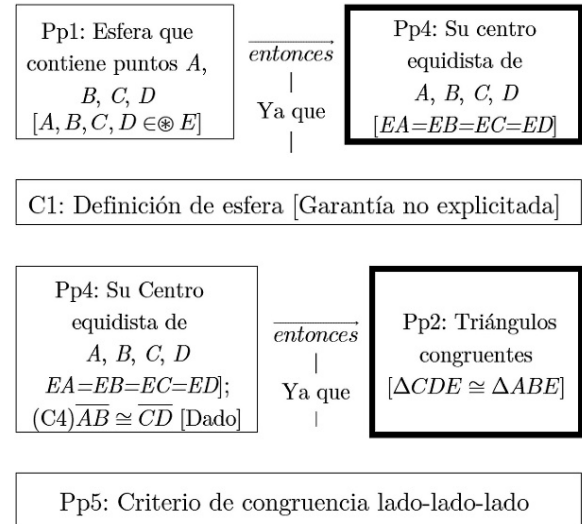 Pp1: Esfera que
contiene puntos A,
B, C, D
[A, B, C, D ∈⊛ E]
entonces
Ya que
Pp4: Su centro
equidista de
A, B, C, D
[EA=EB=EC=ED]
C1: Definición de esfera [Garantía no explicitada]
Pp4: Su Centro
equidista de
A, B, C, D
EA=EB=EC=ED];
(C4)A̅B̅ ≅ C̅D̅ [Dado]
entonces
Ya que
Pp2: Triángulos
congruentes
[ΔCDE ≅ ΔABE]
Pp5: Criterio de congruencia lado-lado-lado